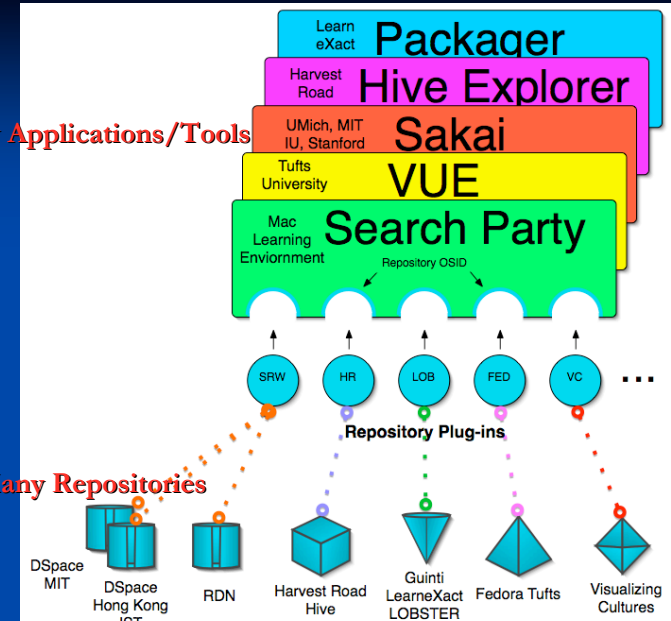 Learn
eXact
Packager
Harvest
Road
Hive Explorer
Applications/Tools
UMich, MIT
IU, Stanford
Sakai
Tufts
University
VUE
Mac
Learning
Enviornment
Search Party
Repository OSID
SRW
HR
LOB
FED
VC
...
Repository Plug-ins
Repositories
DSpace
MIT
DSpace
Hong Kong
RDN
Harvest Road
Hive
Guinti
LearneXact
LOBSTER
Fedora Tufts
Visualizing
Cultures